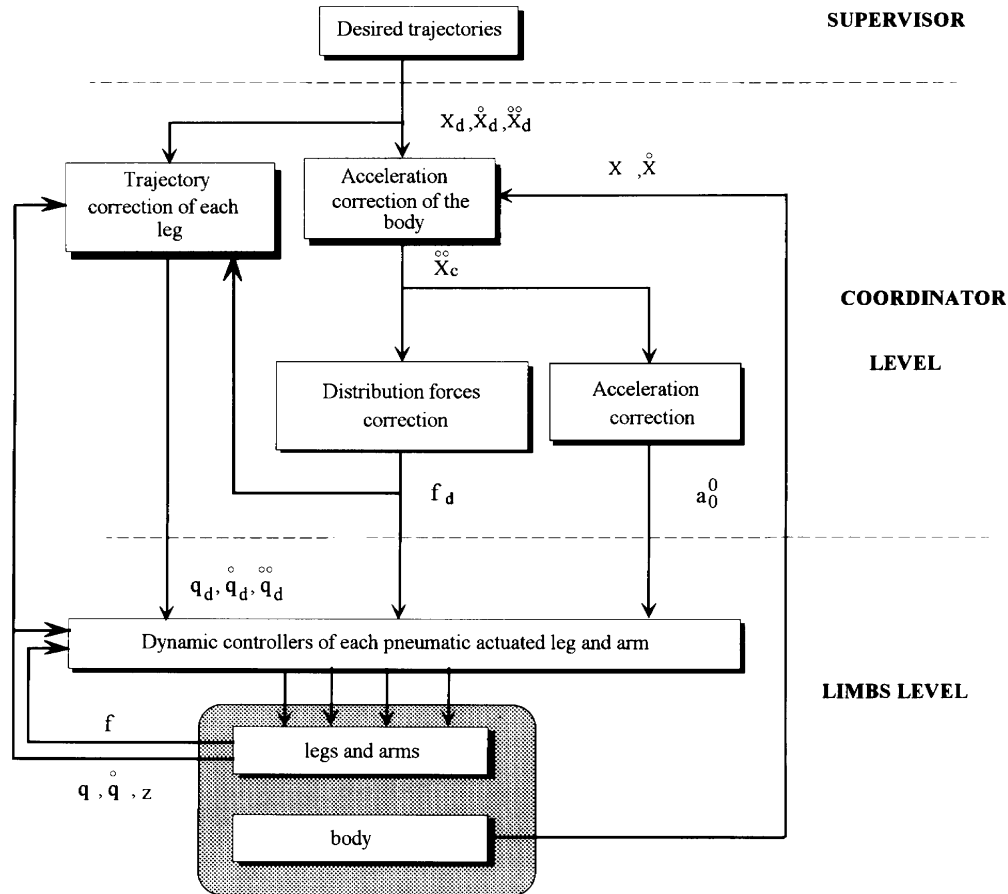 SUPERVISOR
Desired trajectories
X_d, X̊_d, X̊̊_d
X , X̊
Trajectory
correction of each
leg
Acceleration
correction of the
body
X̊̊_c
COORDINATOR
LEVEL
Distribution forces
correction
Acceleration
correction
f_d
a_0^0
q_d, q̊_d, q̊̊_d
Dynamic controllers of each pneumatic actuated leg and arm
LIMBS LEVEL
f
legs and arms
q , q̊ , z
body